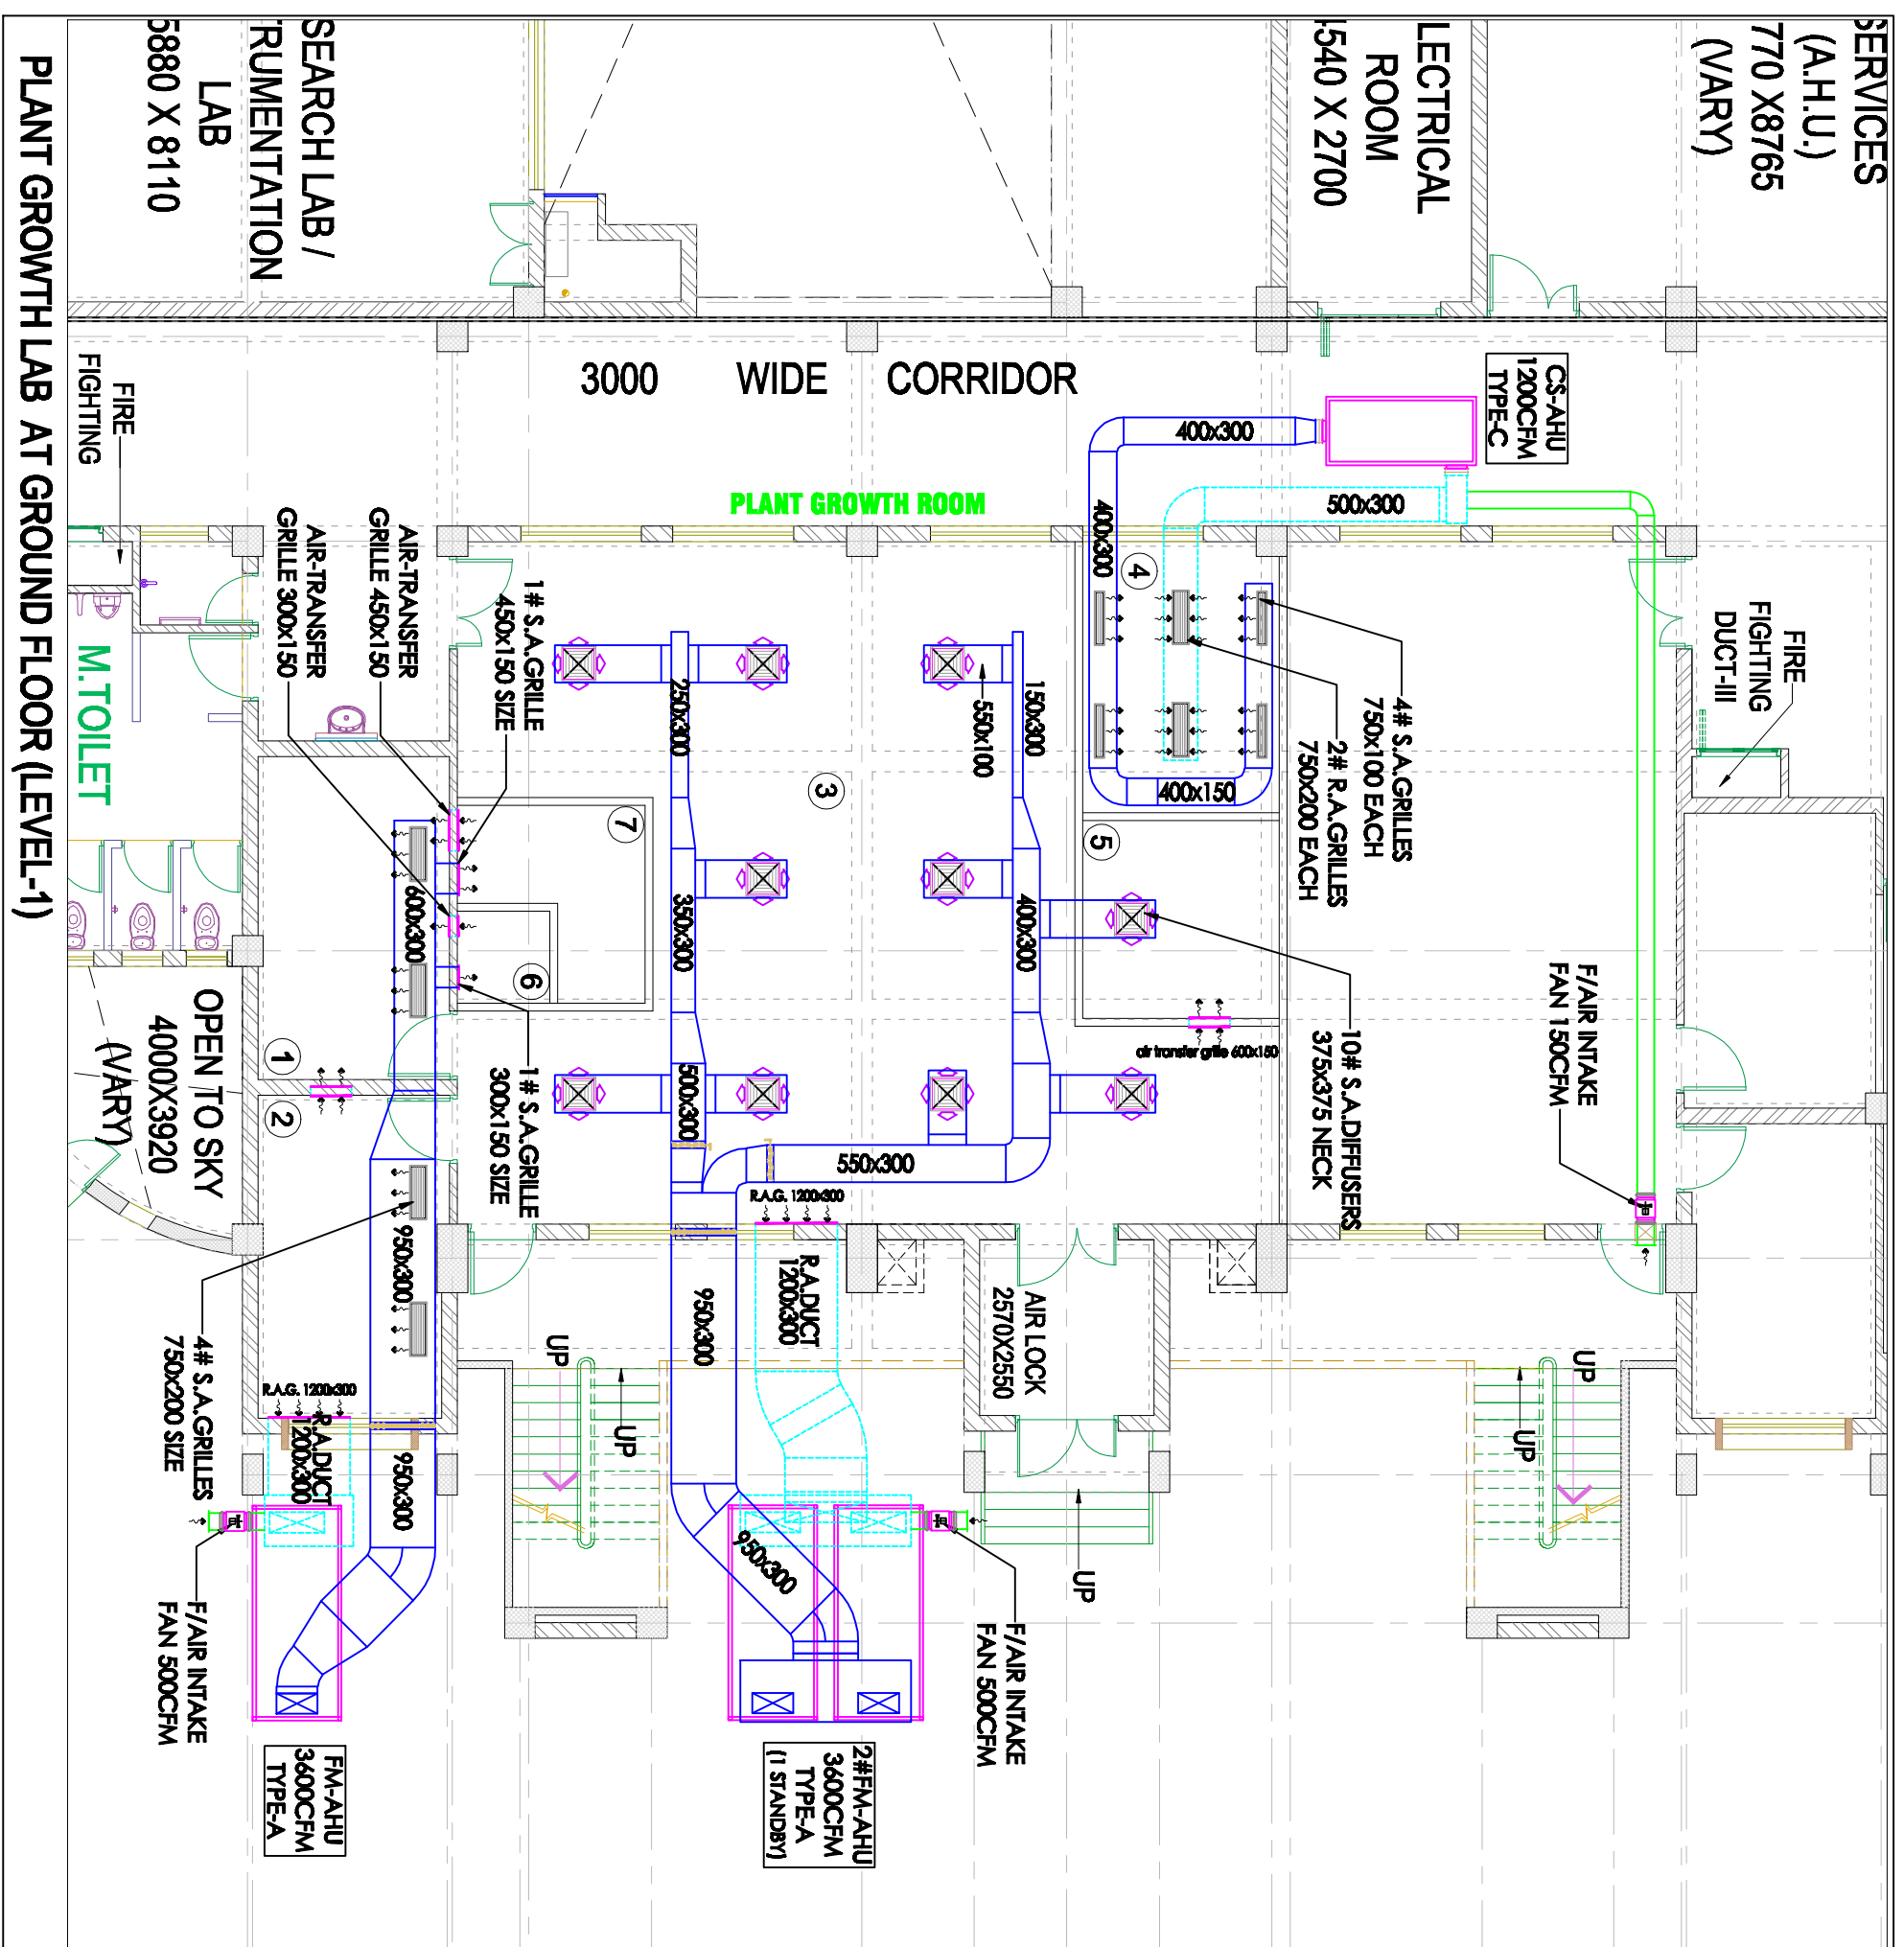 SERVICES
(A.H.U.)
770 X8765
(VARY)
LECTRICAL
ROOM
4540 X 2700
SEARCH LAB /
TRUMENTATION
LAB
5880 X 8110
CS-AHU
1200CFM
TYPE-C
3000 WIDE CORRIDOR
FIRE
FIGHTING
400x300
500x300
400x300
PLANT GROWTH ROOM
4
FIRE
FIGHTING
DUCT-III
4# S.A.GRILLES
750x100 EACH
2# R.A.GRILLES
750x200 EACH
400x150
5
150x300
550x100
250x300
3
1# S.A.GRILLE
450x150 SIZE
AIR-TRANSFER
GRILLE 450x150
AIR-TRANSFER
GRILLE 300x150
M.TOILET
7
6
400x300
350x300
600x300
F/AIR INTAKE
FAN 150CFM
10# S.A.DIFFUSERS
375x375 NECK
air transfer grille 600x150
500x300
1# S.A.GRILLE
300x150 SIZE
1
2
OPEN TO SKY
4000X3920
(VARY)
550x300
R.A.G. 1200x300
R.A.DUCT
1200x300
950x300
AIR LOCK
2570X2550
950x300
4# S.A.GRILLES
750x200 SIZE
R.A.G. 1200x300
R.A.DUCT
1200x300
950x300
UP
UP
UP
UP
UP
950x300
F/AIR INTAKE
FAN 500CFM
F/AIR INTAKE
FAN 500CFM
2#FM-AHU
3600CFM
TYPE-A
(1 STANDBY)
FM-AHU
3600CFM
TYPE-A
PLANT GROWTH LAB AT GROUND FLOOR (LEVEL-1)